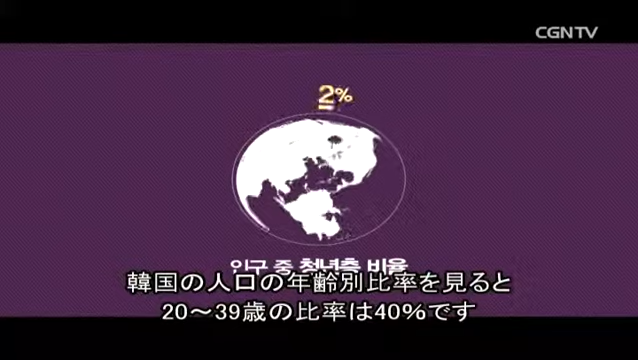 CGNTV
2%
인구 중 청년층 비율
韓国の人口の年齢別比率を見ると
20～39歳の比率は40%です